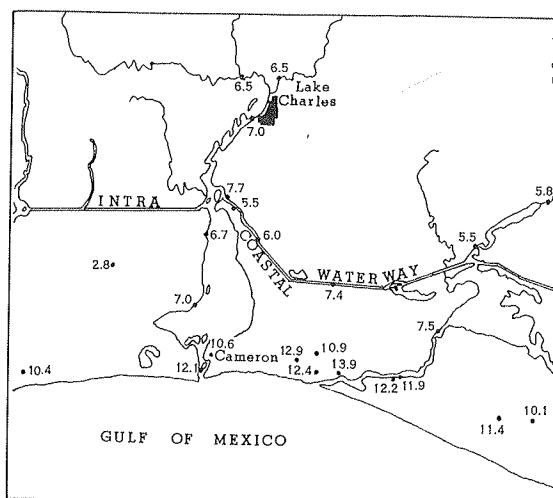 6.5 6.5
Lake
Charles
7.0
5.8
7.7
INTRA
5.5
6.7 6.0 5.5
COASTAL
2.8
WATERWAY
7.4
7.0
7.5
10.6
Cameron
12.9 10.9
10.4 12.1 12.4 13.9
12.2 11.9
11.4 10.1
GULF OF MEXICO